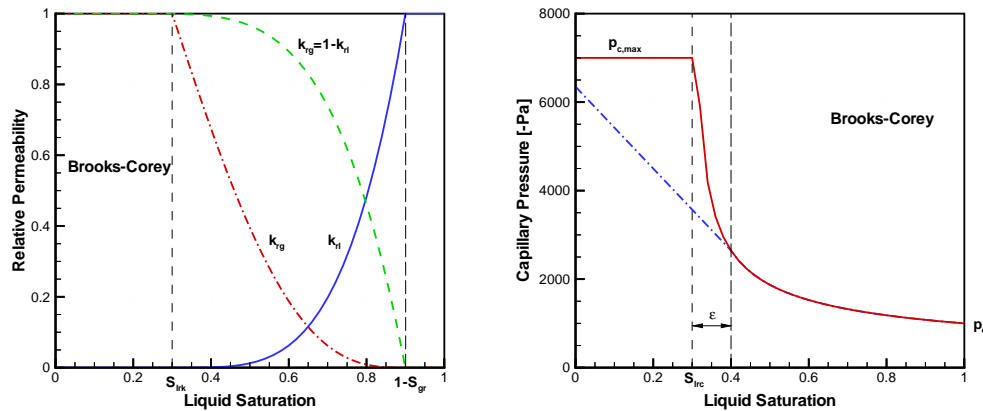 1
0.8
0.6
0.4
0.2
0
Relative Permeability
k_rg=1-k_rl
Brooks-Corey
k_rg
k_rl
0 0.2 0.4 0.6 0.8 1
S_lrk
1-S_gr
Liquid Saturation
8000
6000
4000
2000
0
Capillary Pressure [-Pa]
p_c,max
Brooks-Corey
ε
0 0.2 0.4 0.6 0.8 1
S_lrc
Liquid Saturation